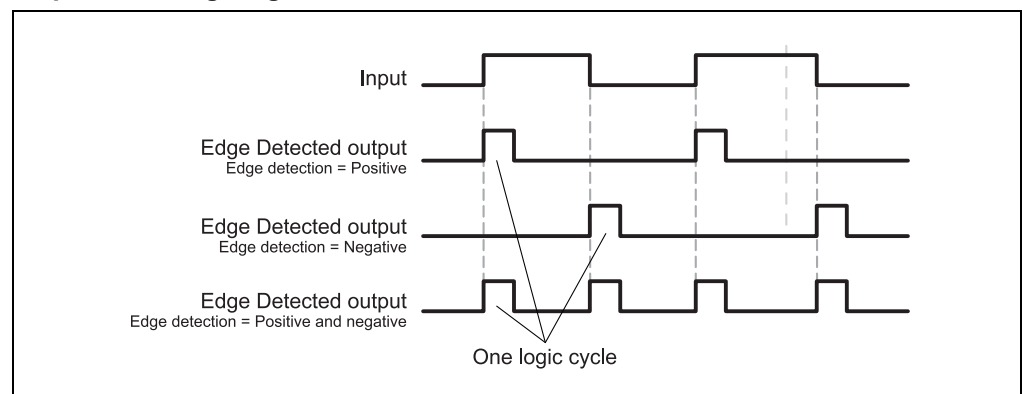 Input
Edge Detected output
Edge detection = Positive
Edge Detected output
Edge detection = Negative
Edge Detected output
Edge detection = Positive and negative
One logic cycle